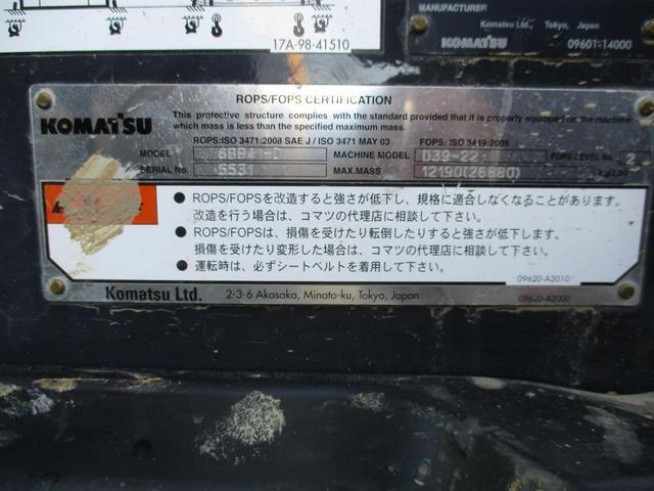 17A-98-41510
MANUFACTURER
Komatsu Ltd., Tokyo, Japan
KOMATSU 09601-14000
ROPS/FOPS CERTIFICATION
KOMATSU
This protective structure complies with the standard provided that it is properly equipped on the machine
which mass is less than the specified maximum mass.
ROPS:ISO 3471:2008 SAE J / ISO 3471 MAY 03 FOPS: ISO 3419:2005
MODEL MACHINE MODEL D39-22 FOPS LEVEL No. 2
SERIAL No. 5531 MAX.MASS 12190(26880)
● ROPS/FOPSを改造すると強さが低下し、規格に適合しなくなることがあります。
改造を行う場合は、コマツの代理店に相談して下さい。
● ROPS/FOPSは、損傷を受けたり転倒したりすると強さが低下します。
損傷を受けたり変形した場合は、コマツの代理店に相談して下さい。
● 運転時は、必ずシートベルトを着用して下さい。
09620-A2010
Komatsu Ltd. 2-3-6 Akasaka, Minato-ku, Tokyo, Japan 09620-A2000